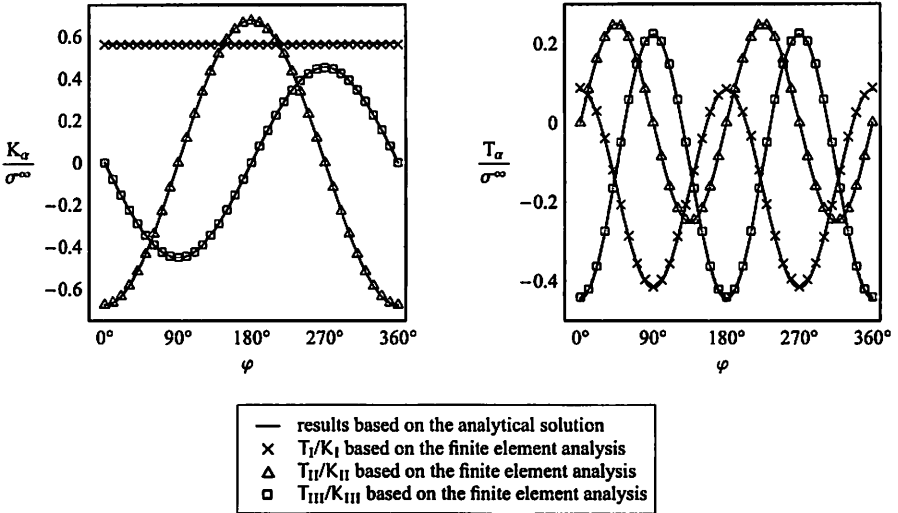 0.6
0.4
0.2
0
−0.2
−0.4
−0.6
K_α
σ^∞
0° 90° 180° 270° 360°
φ
0.2
0
−0.2
−0.4
T_α
σ^∞
0° 90° 180° 270° 360°
φ
results based on the analytical solution
T_I/K_I based on the finite element analysis
T_II/K_II based on the finite element analysis
T_III/K_III based on the finite element analysis